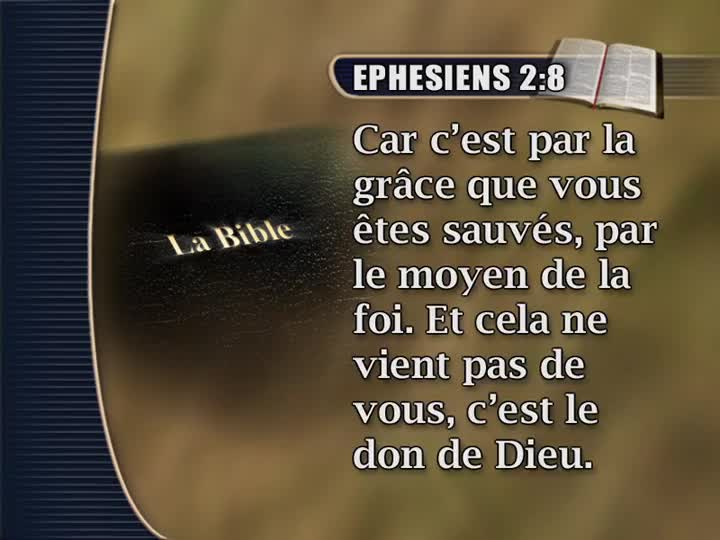 EPHESIENS 2:8
La Bible
Car c’est par la
grâce que vous
êtes sauvés, par
le moyen de la
foi. Et cela ne
vient pas de
vous, c’est le
don de Dieu.